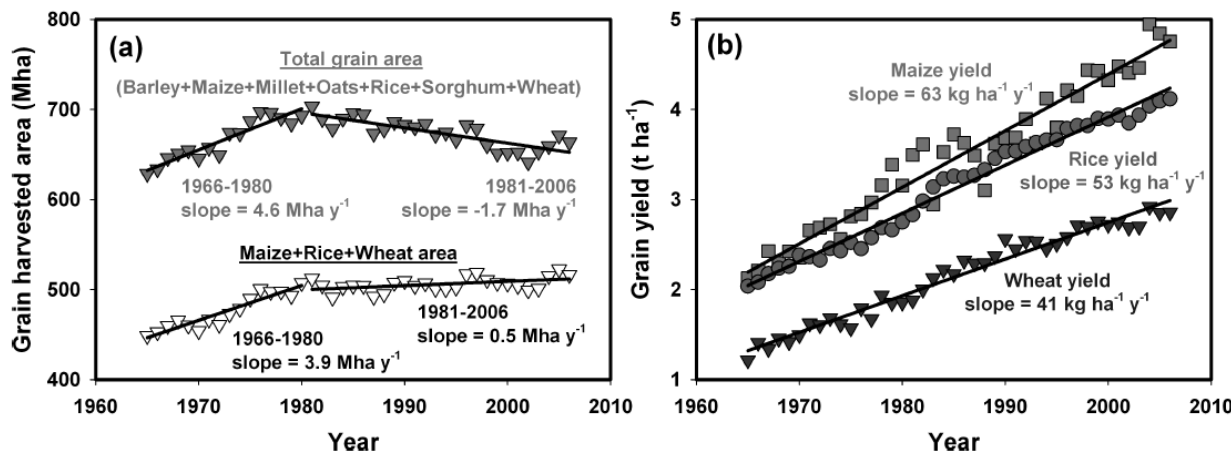 (a)
Total grain area
(Barley+Maize+Millet+Oats+Rice+Sorghum+Wheat)
1966-1980
slope = 4.6 Mha y⁻¹
1981-2006
slope = -1.7 Mha y⁻¹
Maize+Rice+Wheat area
1966-1980
slope = 3.9 Mha y⁻¹
1981-2006
slope = 0.5 Mha y⁻¹
Grain harvested area (Mha)
800
700
600
500
400
1960
1970
1980
1990
2000
2010
Year
(b)
Maize yield
slope = 63 kg ha⁻¹ y⁻¹
Rice yield
slope = 53 kg ha⁻¹ y⁻¹
Wheat yield
slope = 41 kg ha⁻¹ y⁻¹
Grain yield (t ha⁻¹)
5
4
3
2
1
1960
1970
1980
1990
2000
2010
Year